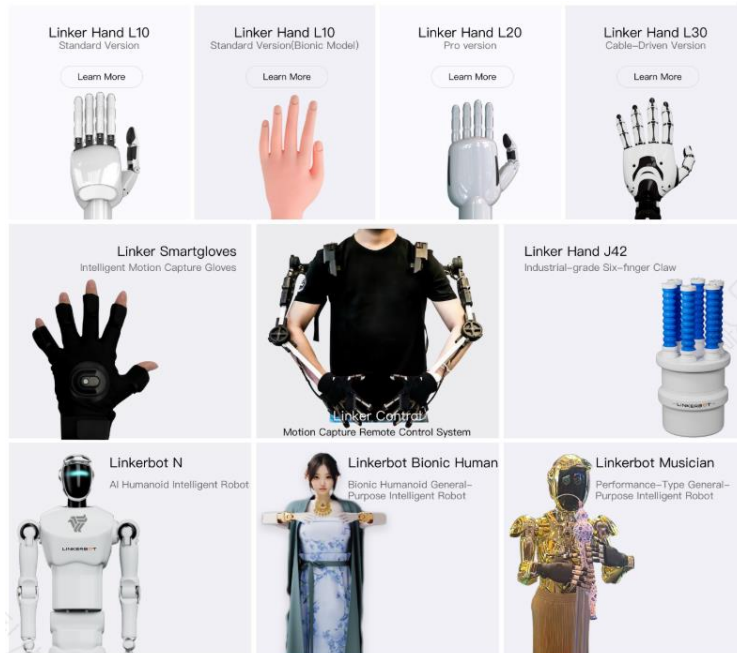 Linker Hand L10
Standard Version
Learn More
Linker Hand L10
Standard Version(Bionic Model)
Learn More
Linker Hand L20
Pro version
Learn More
Linker Hand L30
Cable-Driven Version
Learn More
Linker Smartgloves
Intelligent Motion Capture Gloves
Linker Control
Motion Capture Remote Control System
Linker Hand J42
Industrial-grade Six-finger Claw
LINKERBOT
Linkerbot N
AI Humanoid Intelligent Robot
LINKERBOT
Linkerbot Bionic Human
Bionic Humanoid General-
Purpose Intelligent Robot
Linkerbot Musician
Performance-Type General-
Purpose Intelligent Robot